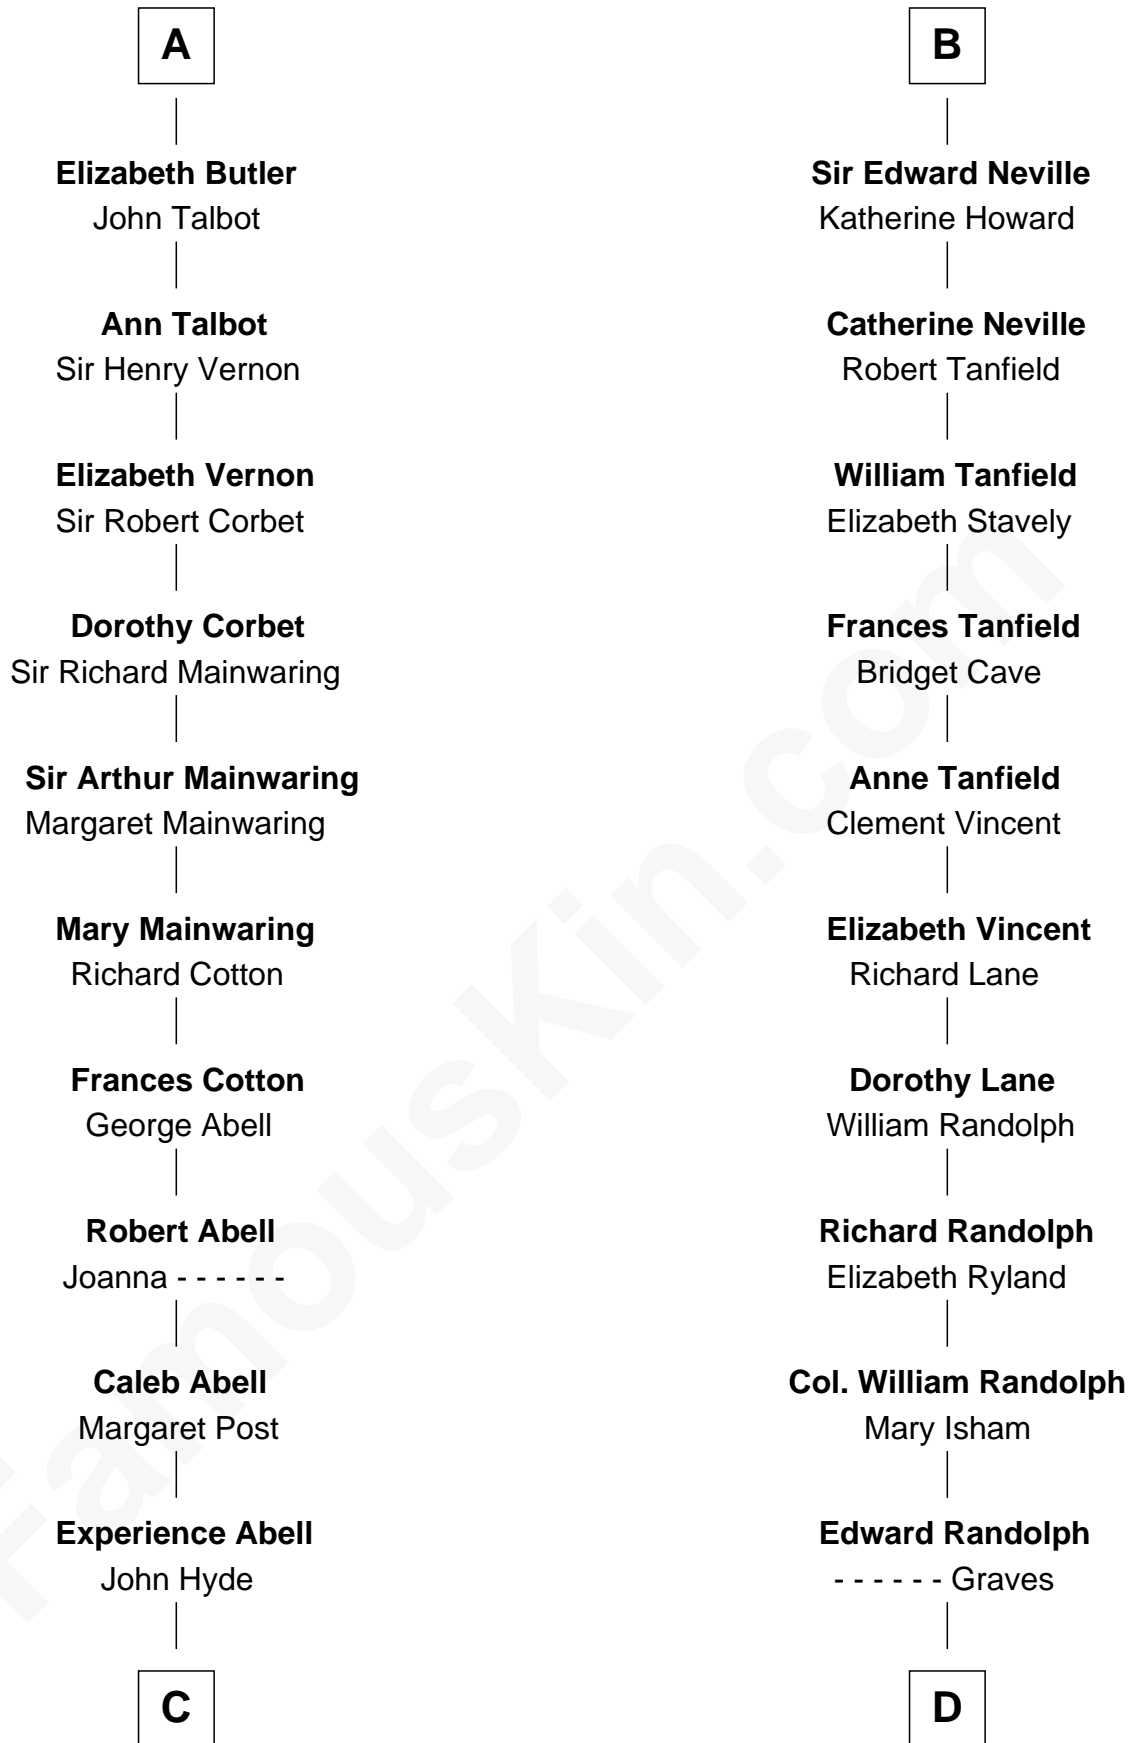 A
Elizabeth Butler
John Talbot
Ann Talbot
Sir Henry Vernon
Elizabeth Vernon
Sir Robert Corbet
Dorothy Corbet
Sir Richard Mainwaring
Sir Arthur Mainwaring
Margaret Mainwaring
Mary Mainwaring
Richard Cotton
Frances Cotton
George Abell
Robert Abell
Joanna - - - - - -
Caleb Abell
Margaret Post
Experience Abell
John Hyde
C
B
Sir Edward Neville
Katherine Howard
Catherine Neville
Robert Tanfield
William Tanfield
Elizabeth Stavely
Frances Tanfield
Bridget Cave
Anne Tanfield
Clement Vincent
Elizabeth Vincent
Richard Lane
Dorothy Lane
William Randolph
Richard Randolph
Elizabeth Ryland
Col. William Randolph
Mary Isham
Edward Randolph
- - - - - - Graves
D
FamousKin.com